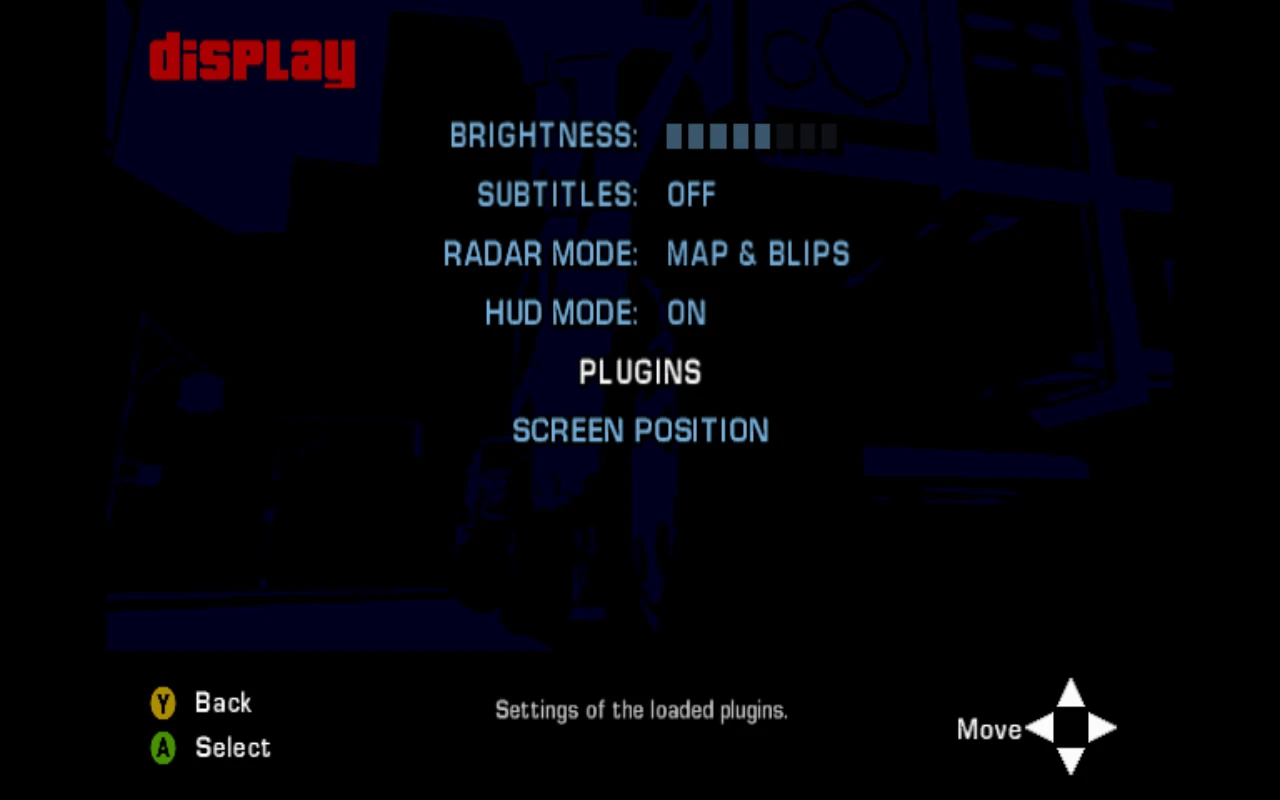 display
BRIGHTNESS:
SUBTITLES: OFF
RADAR MODE: MAP & BLIPS
HUD MODE: ON
PLUGINS
SCREEN POSITION
Y Back
A Select
Settings of the loaded plugins.
Move